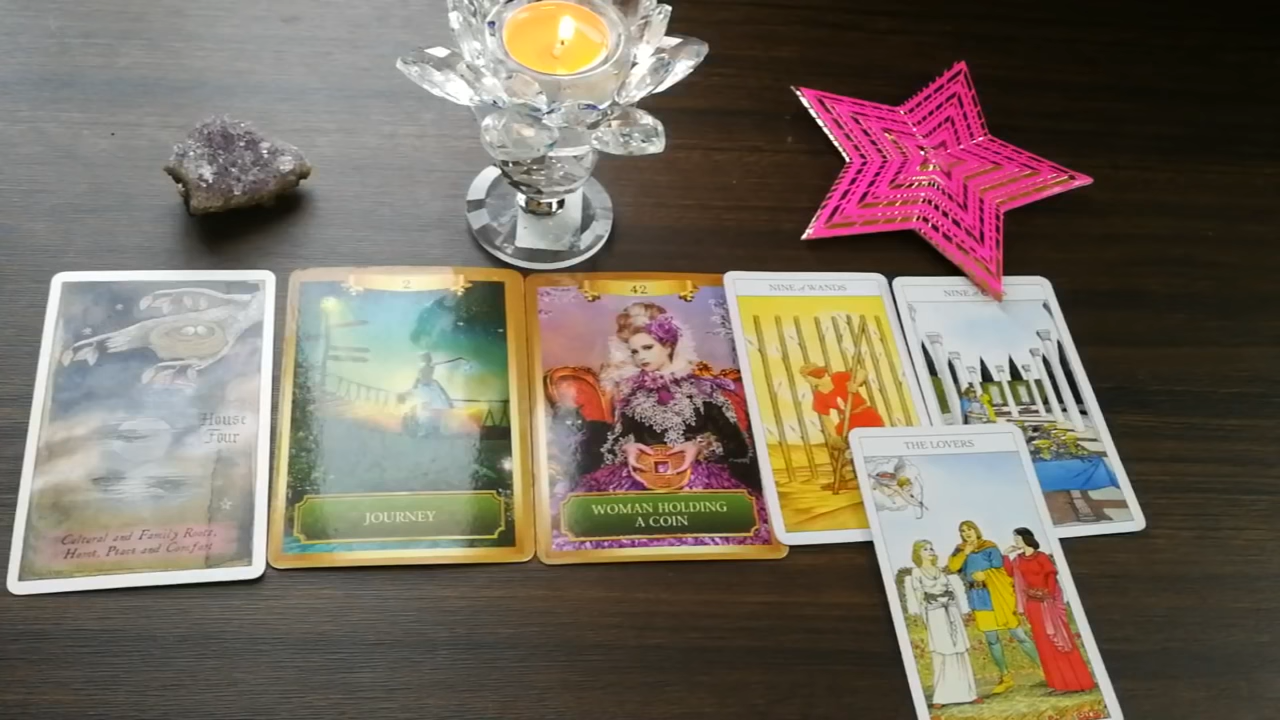 House
Four
Cultural and Family Roots,
Home, Peace and Comfort
2
JOURNEY
42
WOMAN HOLDING
A COIN
NINE of WANDS
NINE of
THE LOVERS